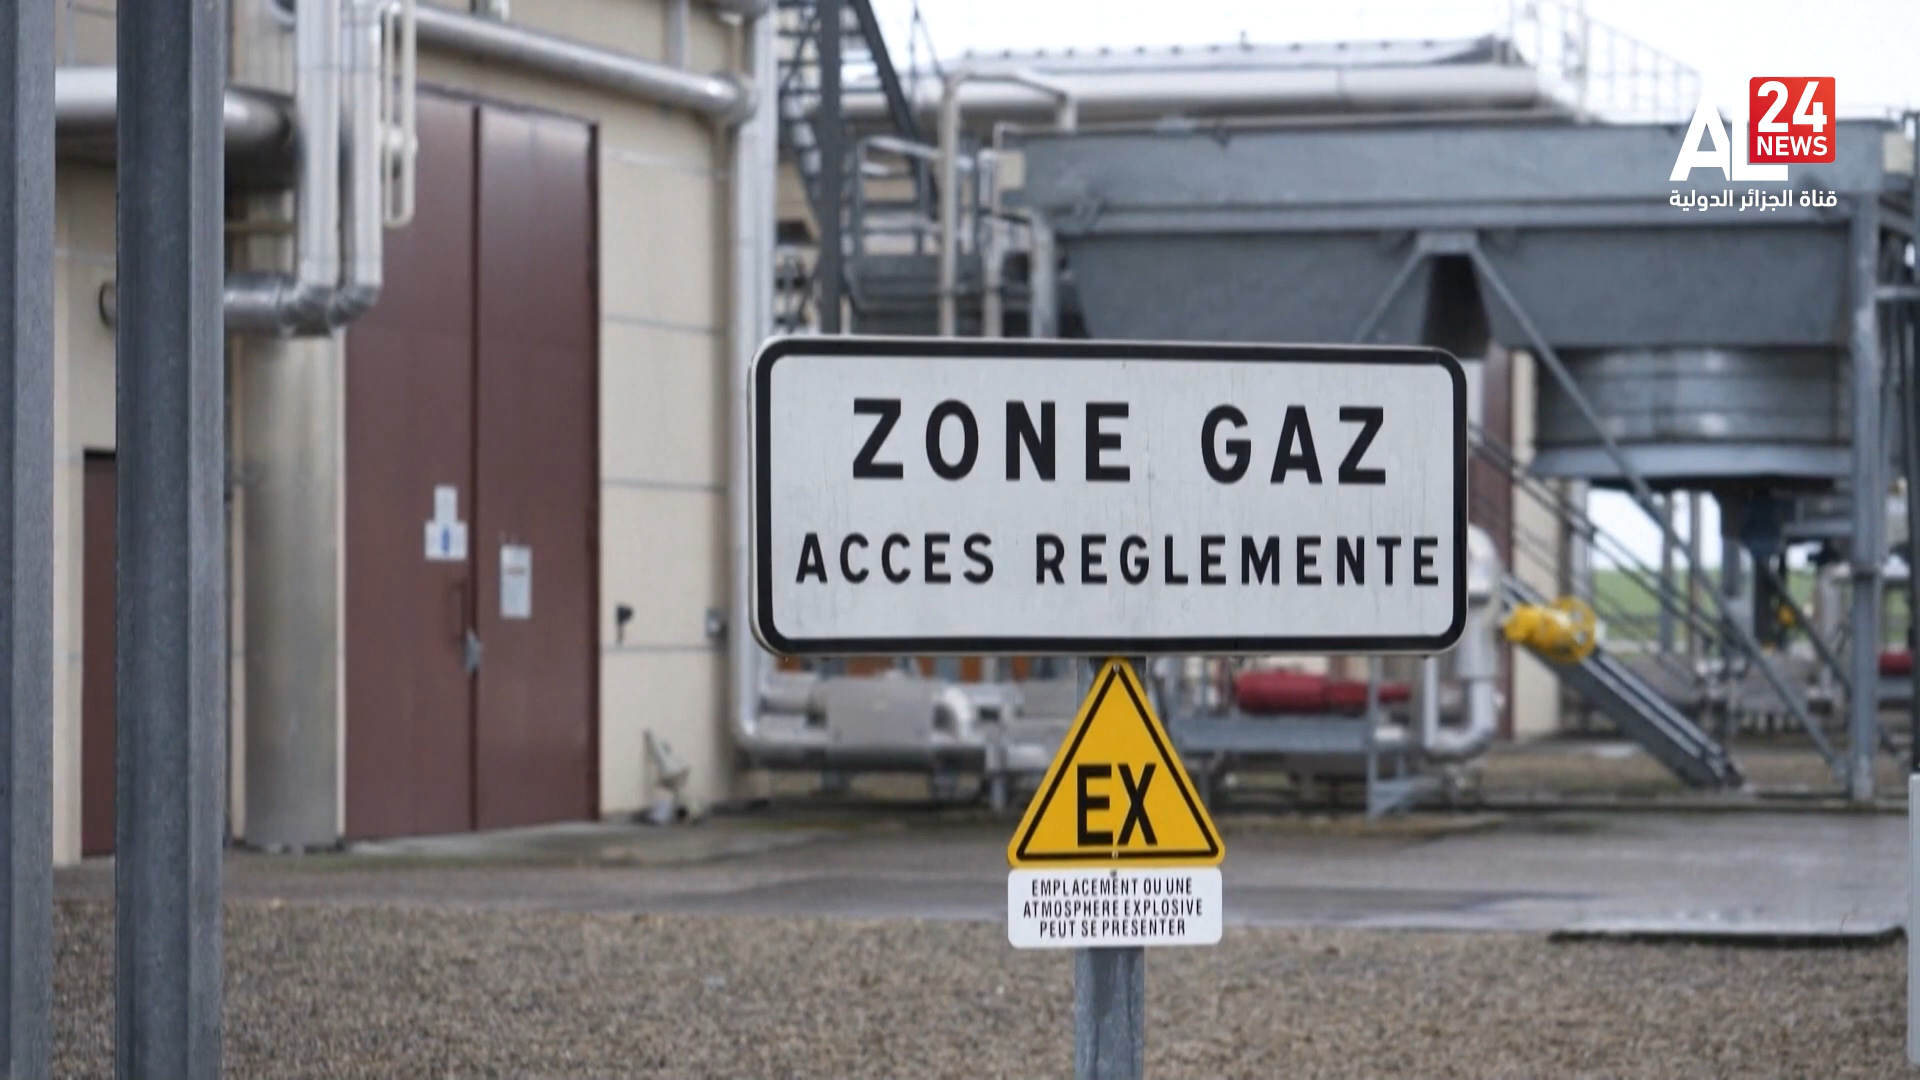 AL
24
NEWS
قناة الجزائر الدولية
ZONE GAZ
ACCES REGLEMENTE
EX
EMPLACEMENT OU UNE
ATMOSPHERE EXPLOSIVE
PEUT SE PRESENTER